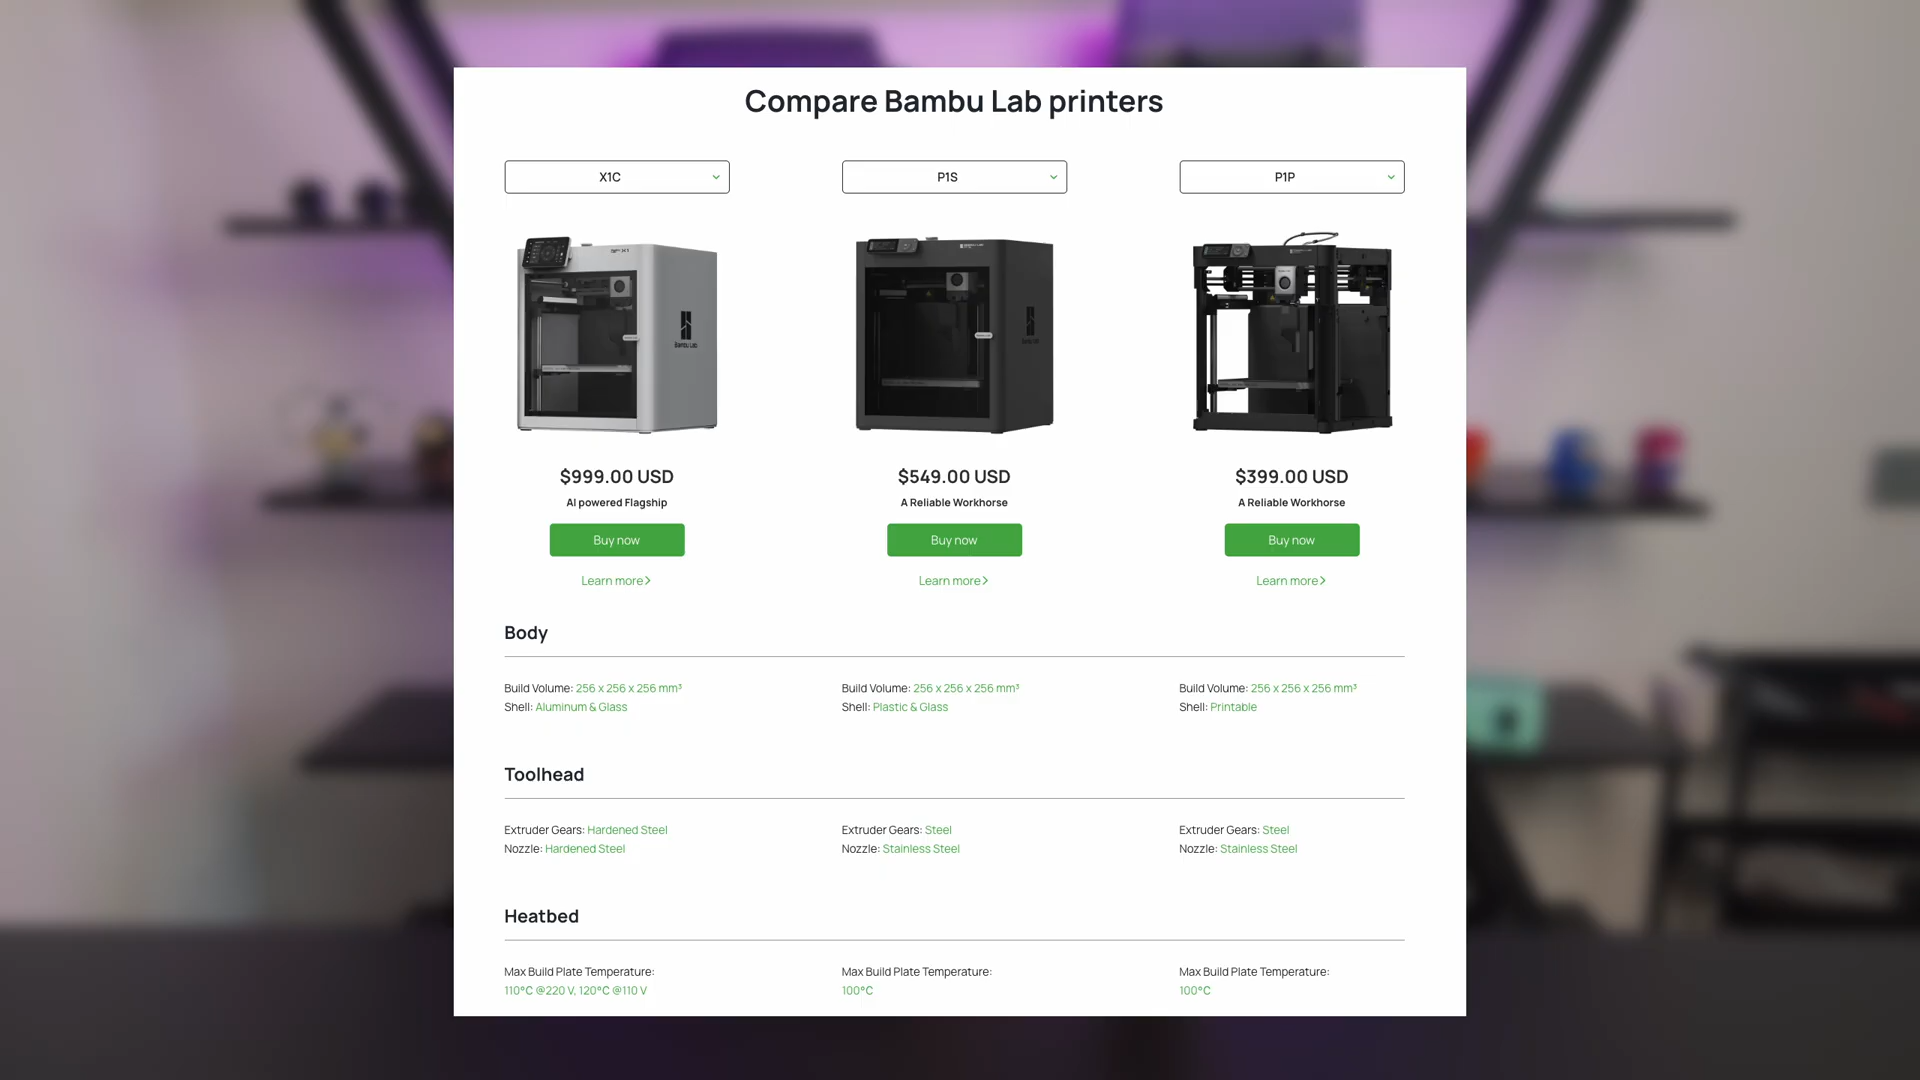 Compare Bambu Lab printers
X1C
P1S
P1P
Bambu Lab
$999.00 USD
$549.00 USD
$399.00 USD
AI powered Flagship
A Reliable Workhorse
A Reliable Workhorse
Buy now
Buy now
Buy now
Learn more
Learn more
Learn more
Body
Build Volume: 256 x 256 x 256 mm³
Build Volume: 256 x 256 x 256 mm³
Build Volume: 256 x 256 x 256 mm³
Shell: Aluminum & Glass
Shell: Plastic & Glass
Shell: Printable
Toolhead
Extruder Gears: Hardened Steel
Extruder Gears: Steel
Extruder Gears: Steel
Nozzle: Hardened Steel
Nozzle: Stainless Steel
Nozzle: Stainless Steel
Heatbed
Max Build Plate Temperature:
Max Build Plate Temperature:
Max Build Plate Temperature:
110°C @220 V, 120°C @110 V
100°C
100°C